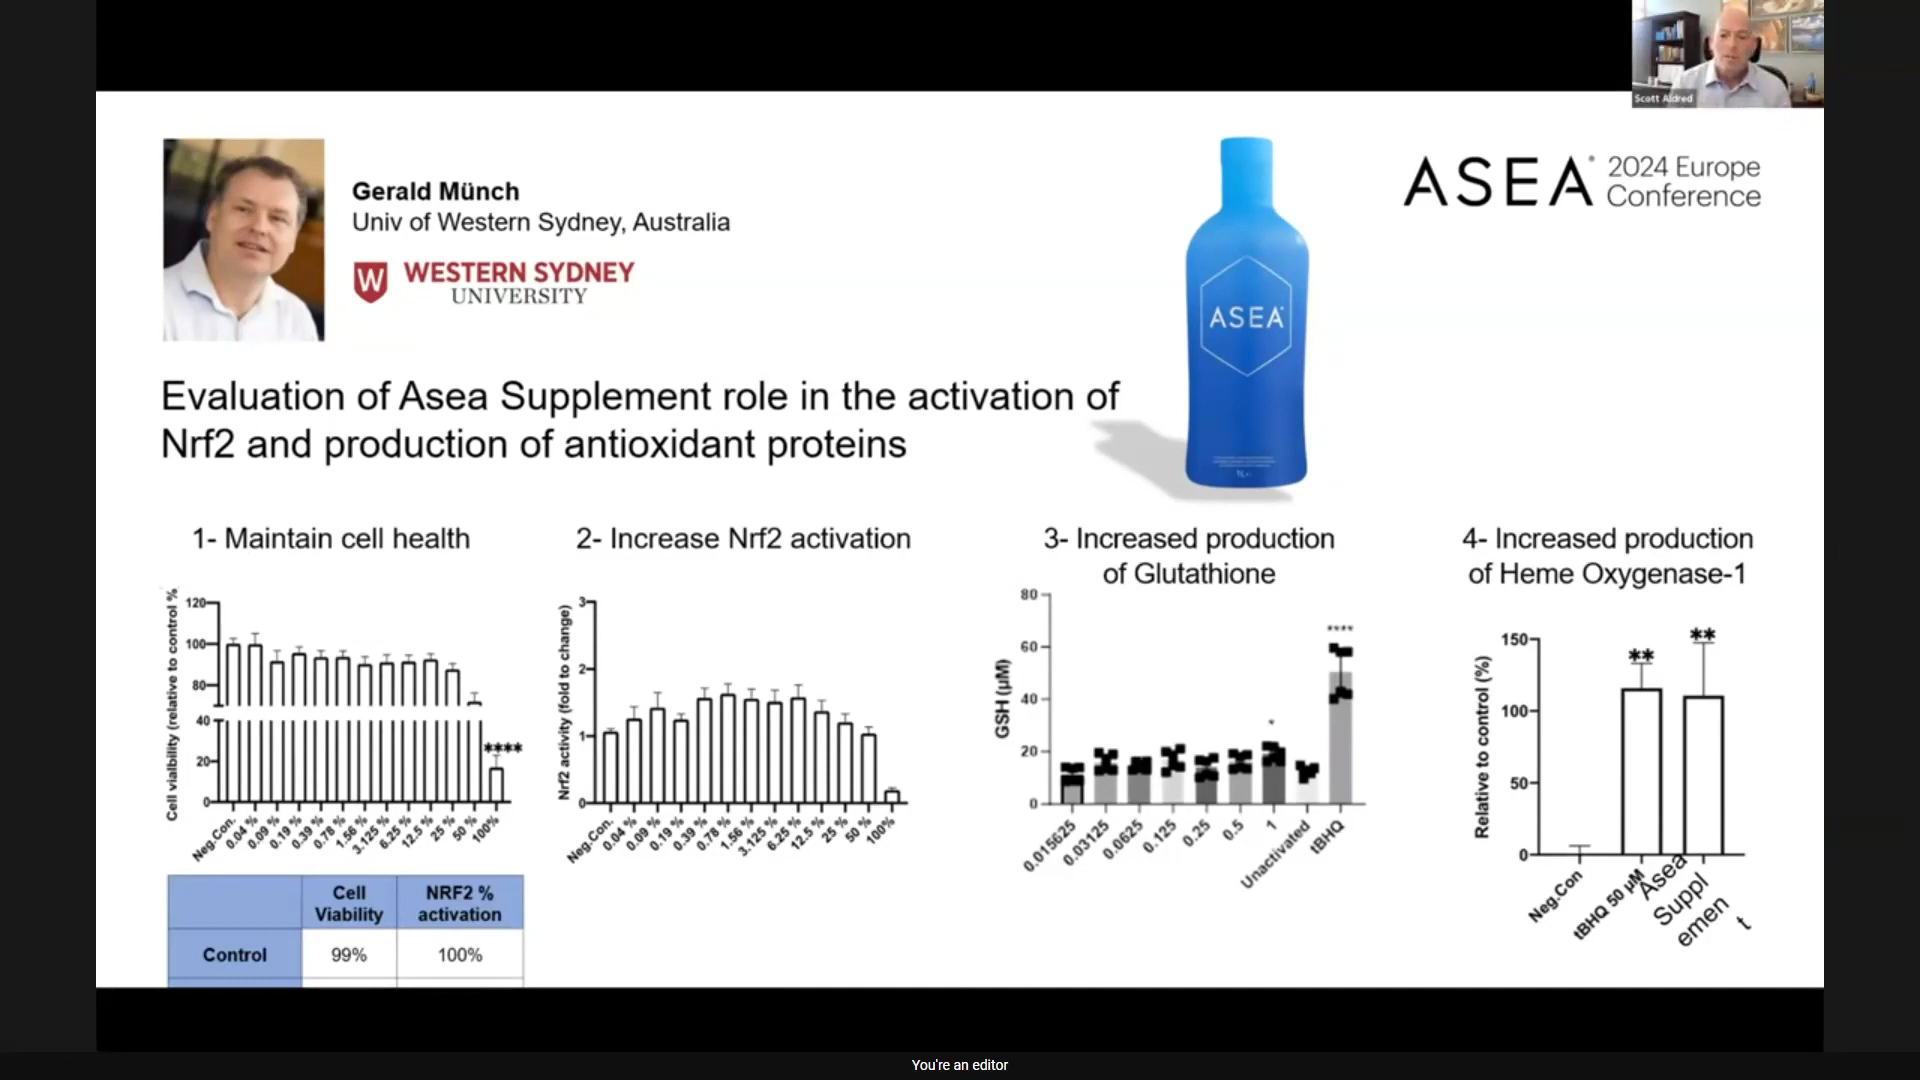 Scott Aldred
Gerald Münch
Univ of Western Sydney, Australia
W WESTERN SYDNEY
UNIVERSITY
ASEA
1L
ASEA® 2024 Europe
Conference
Evaluation of Asea Supplement role in the activation of
Nrf2 and production of antioxidant proteins
1- Maintain cell health
Cell vialbility (relative to control %
120
100
80
40
20
0
****
Neg.Con.
0.04 %
0.09 %
0.19 %
0.39 %
0.78 %
1.56 %
3.125 %
6.25 %
12.5 %
25 %
50 %
100%
2- Increase Nrf2 activation
Nrf2 activity (fold to change)
3
2
1
0
Neg.Con.
0.04 %
0.09 %
0.19 %
0.39 %
0.78 %
1.56 %
3.125 %
6.25 %
12.5 %
25 %
50 %
100%
3- Increased production
of Glutathione
GSH (µM)
80
60
40
20
0
*
****
0.015625
0.03125
0.0625
0.125
0.25
0.5
1
Unactivated
tBHQ
4- Increased production
of Heme Oxygenase-1
Relative to control (%)
150
100
50
0
**
**
Neg.Con
tBHQ 50 µM
Asea
Suppl
emen
t
Cell
Viability
NRF2 %
activation
Control
99%
100%
You're an editor